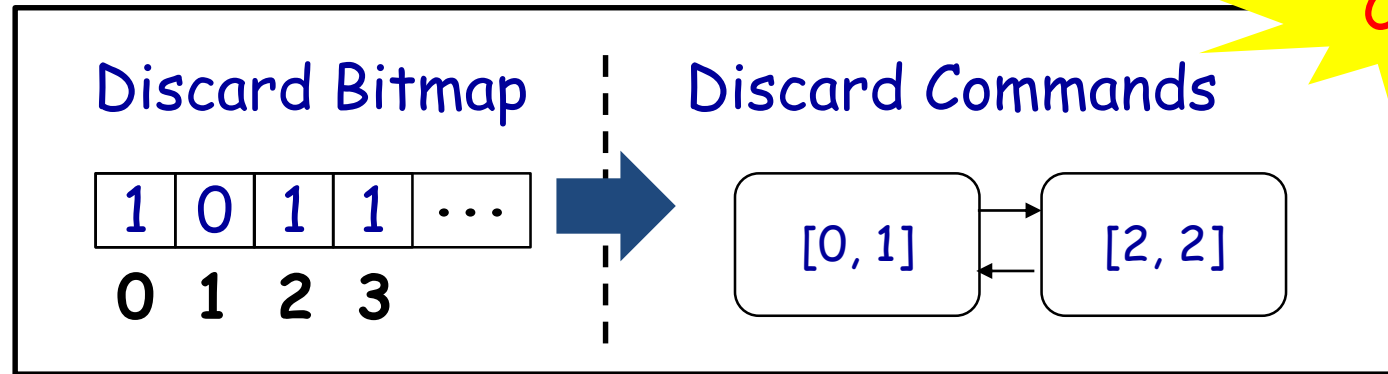 Discard Bitmap
Discard Commands
1 0 1 1 ...
0 1 2 3
[0, 1]
[2, 2]